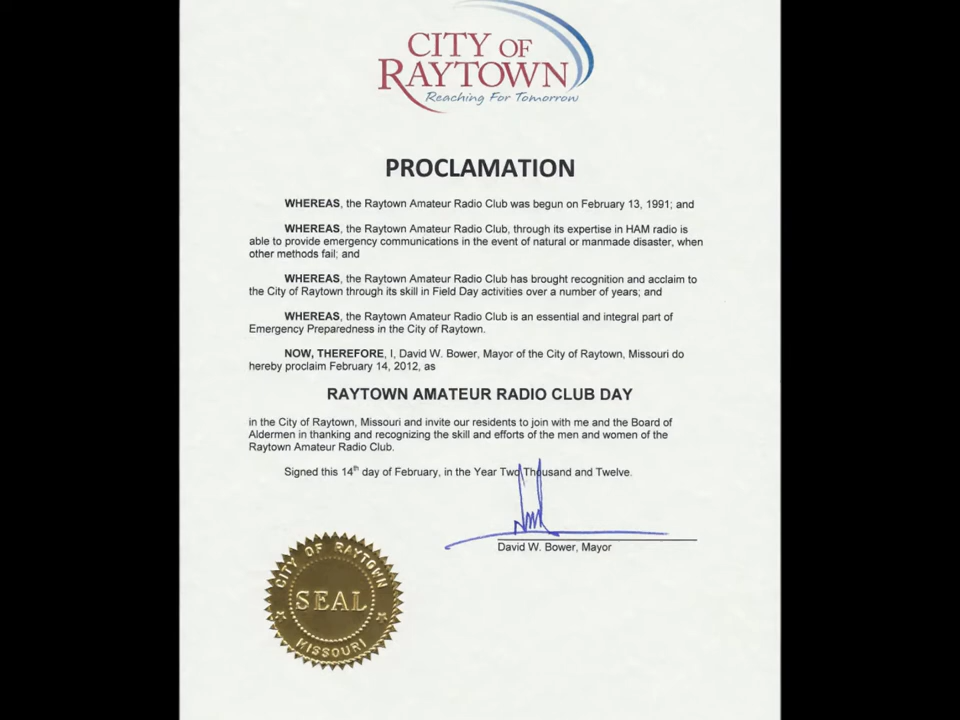 CITY OF
RAYTOWN
Reaching For Tomorrow
PROCLAMATION
WHEREAS, the Raytown Amateur Radio Club was begun on February 13, 1991; and
WHEREAS, the Raytown Amateur Radio Club, through its expertise in HAM radio is
able to provide emergency communications in the event of natural or manmade disaster, when
other methods fail; and
WHEREAS, the Raytown Amateur Radio Club has brought recognition and acclaim to
the City of Raytown through its skill in Field Day activities over a number of years; and
WHEREAS, the Raytown Amateur Radio Club is an essential and integral part of
Emergency Preparedness in the City of Raytown.
NOW, THEREFORE, I, David W. Bower, Mayor of the City of Raytown, Missouri do
hereby proclaim February 14, 2012, as
RAYTOWN AMATEUR RADIO CLUB DAY
in the City of Raytown, Missouri and invite our residents to join with me and the Board of
Aldermen in thanking and recognizing the skill and efforts of the men and women of the
Raytown Amateur Radio Club.
Signed this 14th day of February, in the Year Two Thousand and Twelve.
David W. Bower, Mayor
CITY OF RAYTOWN
SEAL
MISSOURI